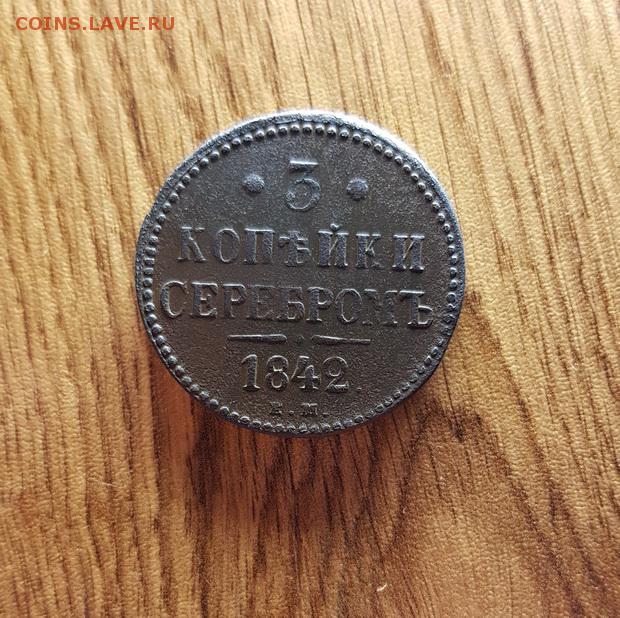 COINS.LAVE.RU
• 3 •
КОПѢЙКИ
СЕРЕБРОМЪ
1842.
Е.М.